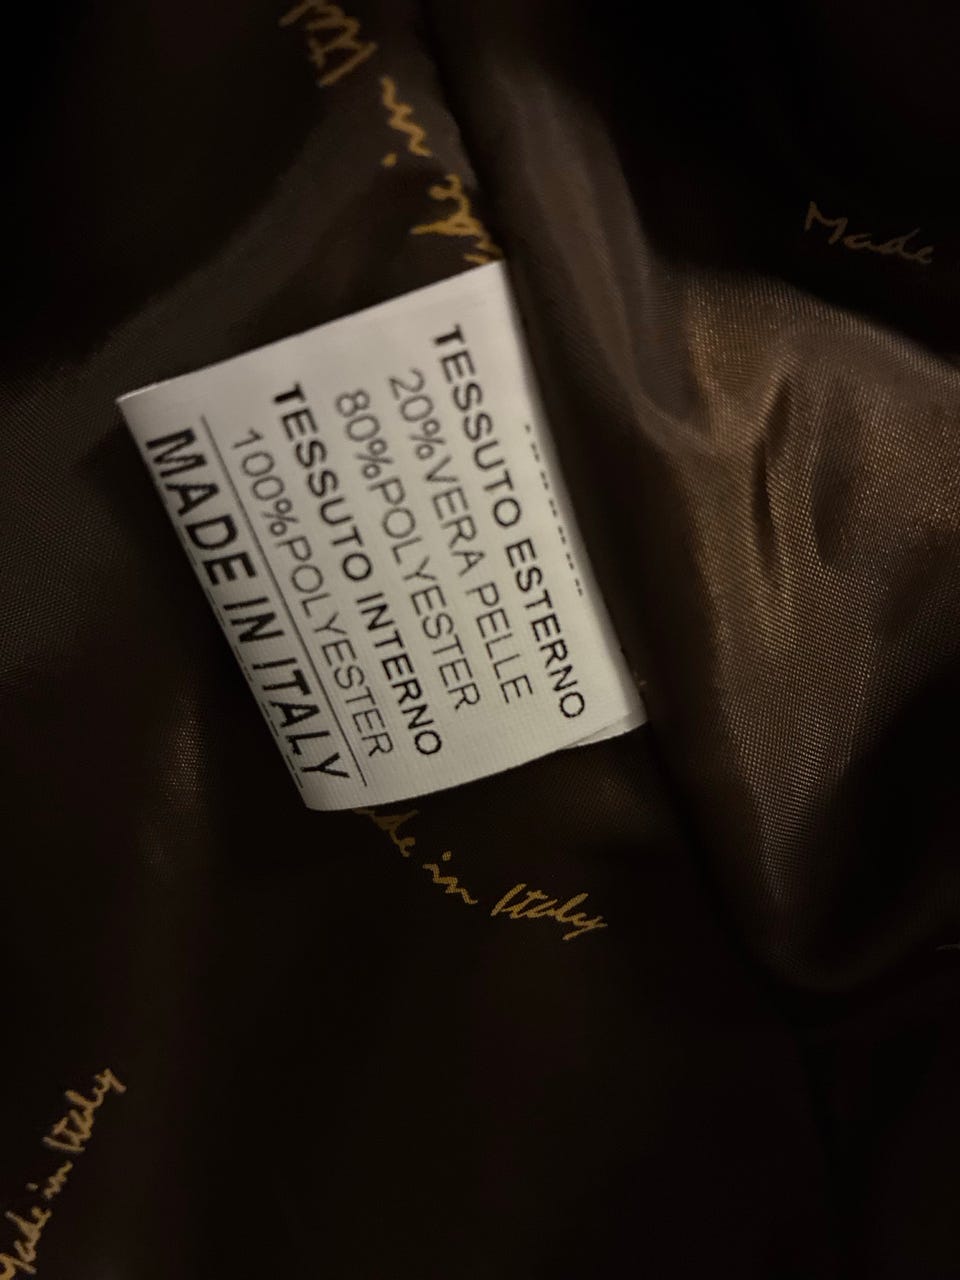 TESSUTO ESTERNO
20%VERA PELLE
80%POLYESTER
TESSUTO INTERNO
100%POLYESTER
MADE IN ITALY
Made
in Italy
Made in Italy